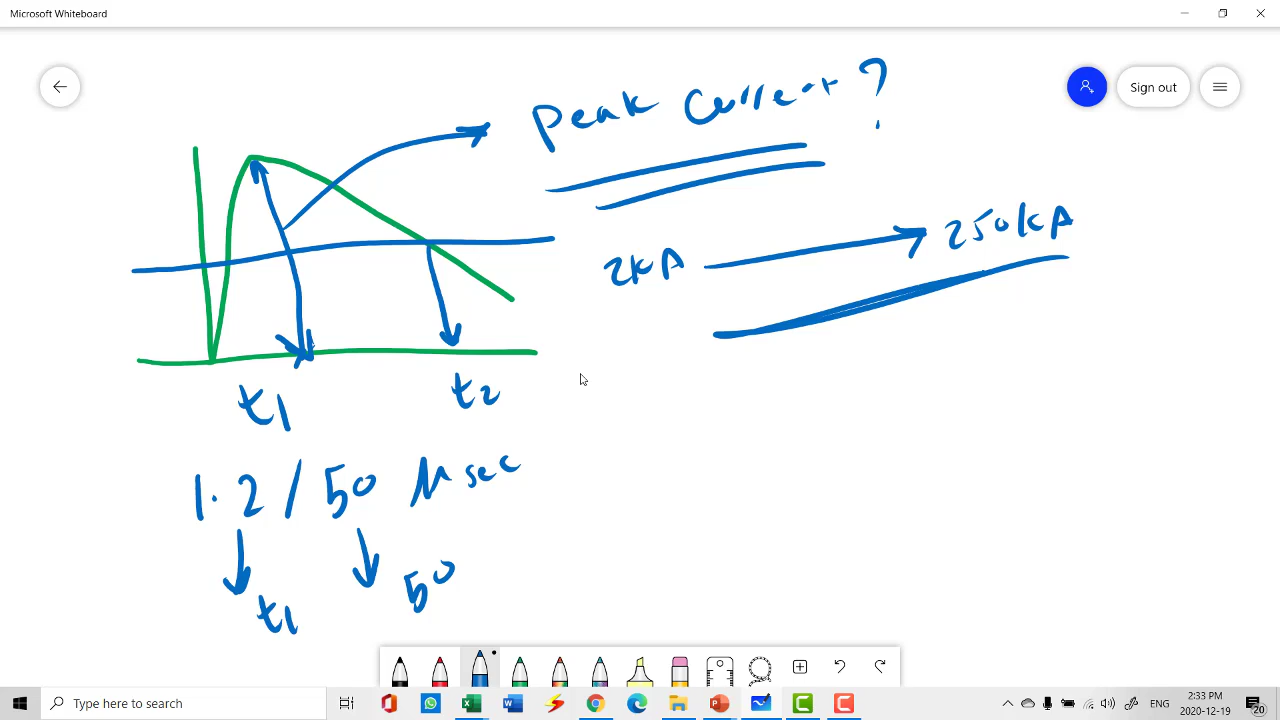 Microsoft Whiteboard
Sign out
Peak Current ?
2kA
250kA
t1
t2
1.2 / 50 μsec
t1
50
Type here to search
ENG
2:33 PM
2020-12-19
20